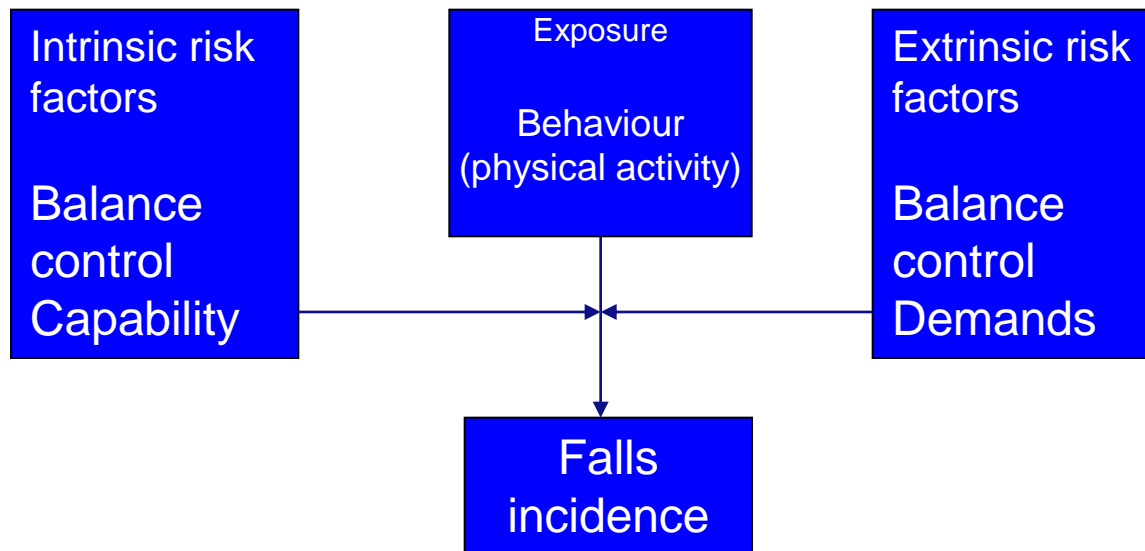 Intrinsic risk
factors
Balance
control
Capability
Exposure
Behaviour
(physical activity)
Extrinsic risk
factors
Balance
control
Demands
Falls
incidence